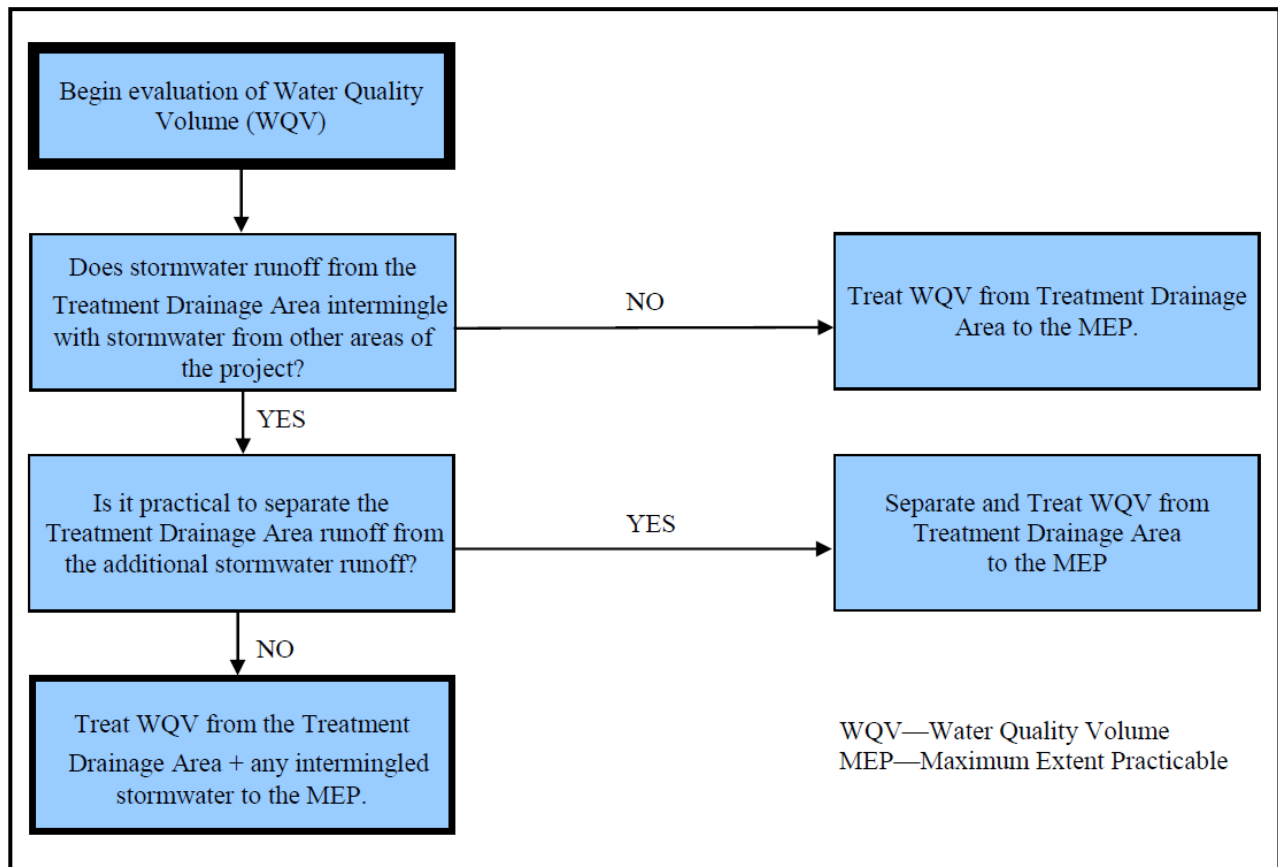 Begin evaluation of Water Quality
Volume (WQV)
Does stormwater runoff from the
Treatment Drainage Area intermingle
with stormwater from other areas of
the project?
NO
Treat WQV from Treatment Drainage
Area to the MEP.
YES
Is it practical to separate the
Treatment Drainage Area runoff from
the additional stormwater runoff?
YES
Separate and Treat WQV from
Treatment Drainage Area
to the MEP
NO
Treat WQV from the Treatment
Drainage Area + any intermingled
stormwater to the MEP.
WQV—Water Quality Volume
MEP—Maximum Extent Practicable